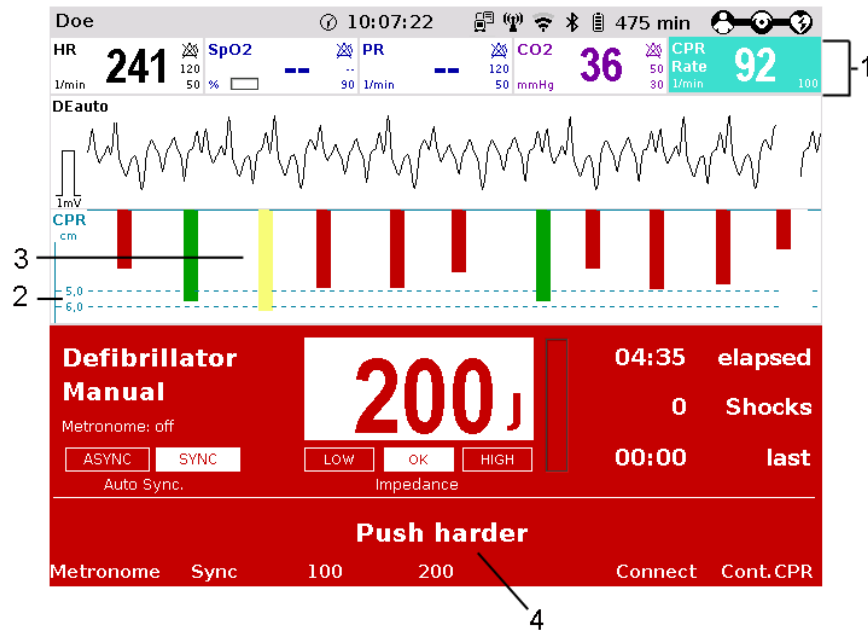 Doe 10:07:22 475 min
HR 241 120 50 1/min
SpO2 -- -- 90 %
PR -- 120 50 1/min
CO2 36 50 30 mmHg
CPR Rate 92 100 1/min
1
DEauto
1mV
CPR
cm
3
5,0
2
6,0
Defibrillator
Manual
Metronome: off
ASYNC SYNC
Auto Sync.
200 J
LOW OK HIGH
Impedance
04:35 elapsed
0 Shocks
00:00 last
Push harder
Metronome Sync 100 200 Connect Cont.CPR
4